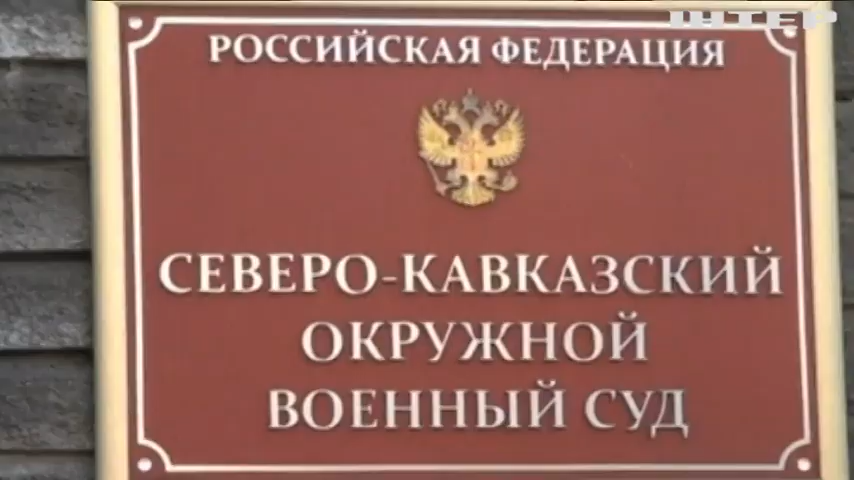 ІНТЕР
РОССИЙСКАЯ ФЕДЕРАЦИЯ
СЕВЕРО-КАВКАЗСКИЙ
ОКРУЖНОЙ
ВОЕННЫЙ СУД